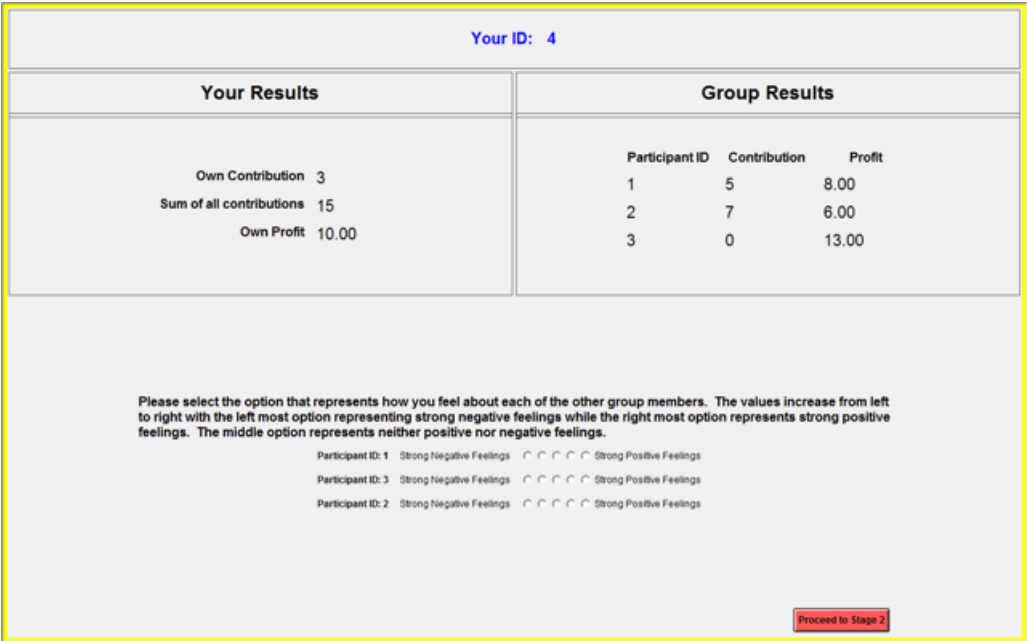 Your ID: 4
Your Results
Group Results
Own Contribution 3
Sum of all contributions 15
Own Profit 10.00
Participant ID Contribution Profit
1 5 8.00
2 7 6.00
3 0 13.00
Please select the option that represents how you feel about each of the other group members. The values increase from left
to right with the left most option representing strong negative feelings while the right most option represents strong positive
feelings. The middle option represents neither positive nor negative feelings.
Participant ID: 1 Strong Negative Feelings Strong Positive Feelings
Participant ID: 3 Strong Negative Feelings Strong Positive Feelings
Participant ID: 2 Strong Negative Feelings Strong Positive Feelings
Proceed to Stage 2